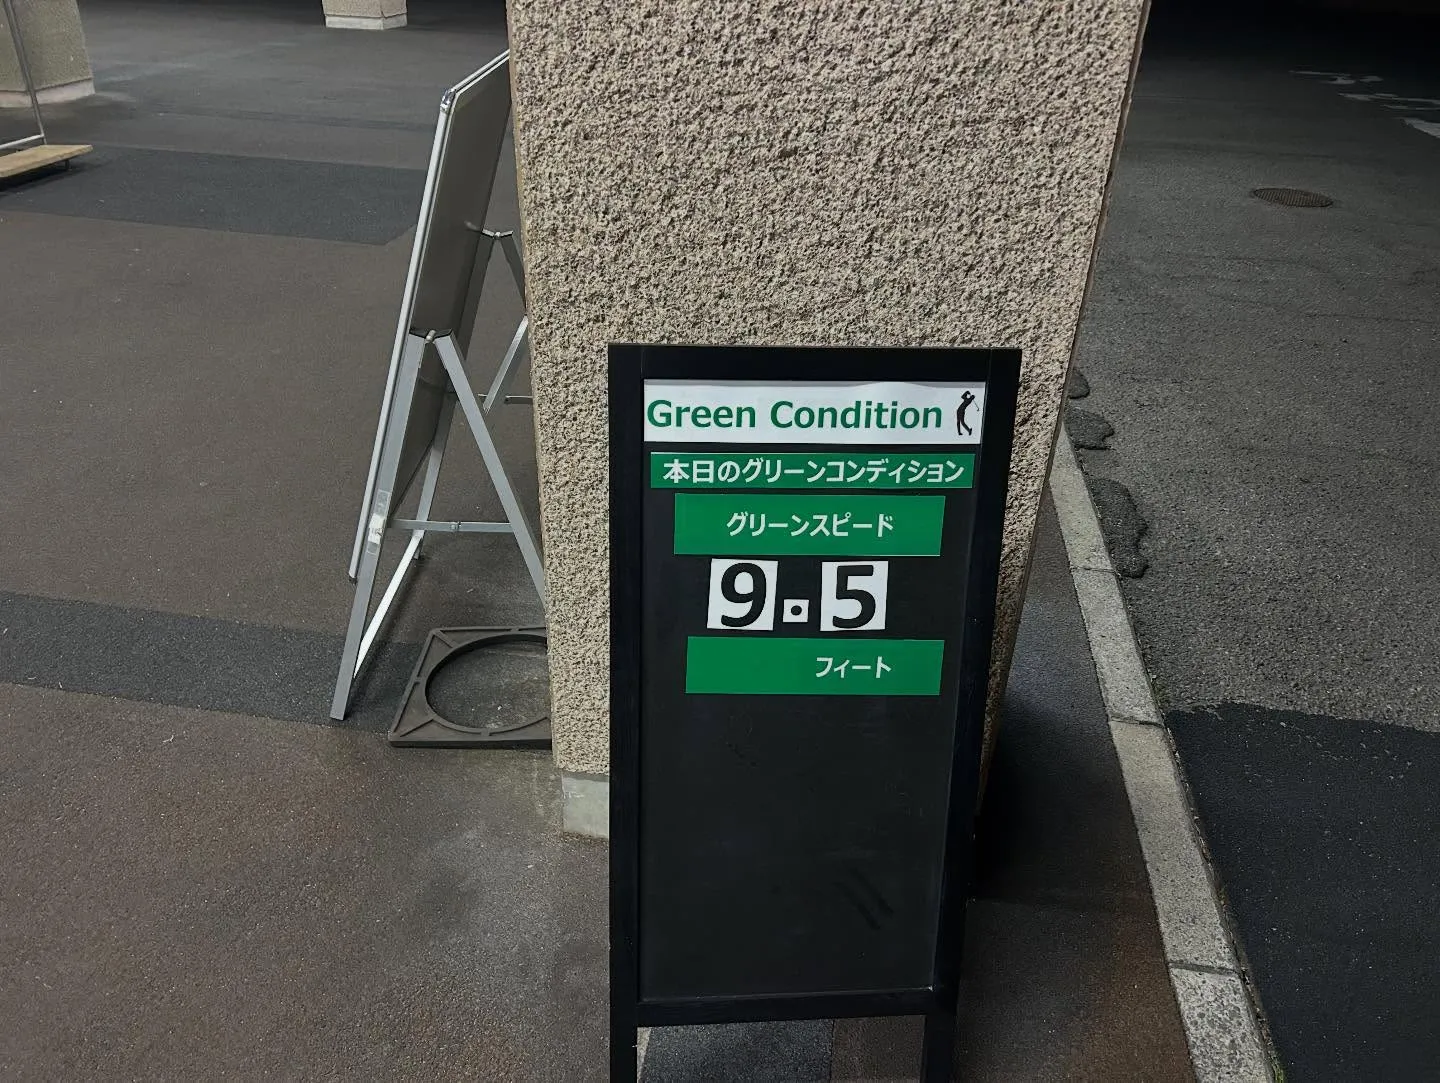 Green Condition
本日のグリーンコンディション
グリーンスピード
9.5
フィート